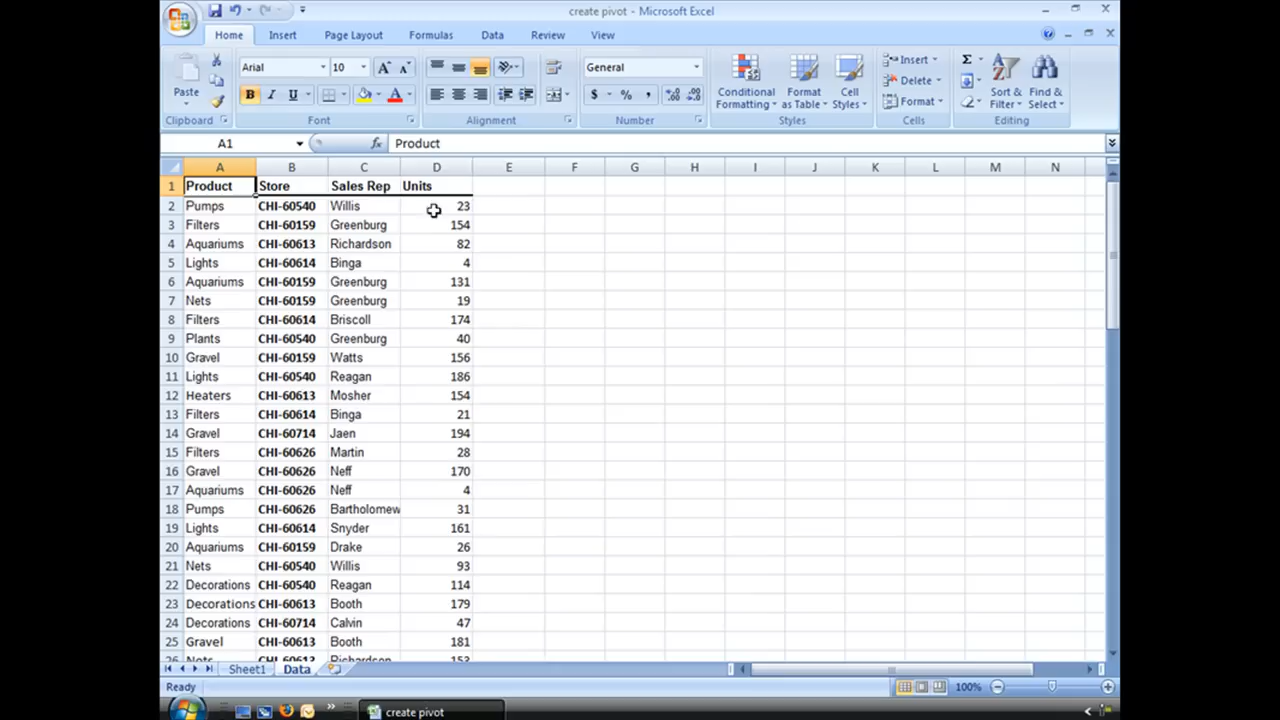 create pivot - Microsoft Excel
Home Insert Page Layout Formulas Data Review View
Paste Arial 10 A A General Conditional Formatting Format as Table Cell Styles Insert Delete Format Sort & Filter Find & Select
B I U A $ % ,
Clipboard Font Alignment Number Styles Cells Editing
A1 fx Product
A B C D E F G H I J K L M N
1 Product Store Sales Rep Units
2 Pumps CHI-60540 Willis 23
3 Filters CHI-60159 Greenburg 154
4 Aquariums CHI-60613 Richardson 82
5 Lights CHI-60614 Binga 4
6 Aquariums CHI-60159 Greenburg 131
7 Nets CHI-60159 Greenburg 19
8 Filters CHI-60614 Briscoll 174
9 Plants CHI-60540 Greenburg 40
10 Gravel CHI-60159 Watts 156
11 Lights CHI-60540 Reagan 186
12 Heaters CHI-60613 Mosher 154
13 Filters CHI-60614 Binga 21
14 Gravel CHI-60714 Jaen 194
15 Filters CHI-60626 Martin 28
16 Gravel CHI-60626 Neff 170
17 Aquariums CHI-60626 Neff 4
18 Pumps CHI-60626 Bartholomew 31
19 Lights CHI-60614 Snyder 161
20 Aquariums CHI-60159 Drake 26
21 Nets CHI-60540 Willis 93
22 Decorations CHI-60540 Reagan 114
23 Decorations CHI-60613 Booth 179
24 Decorations CHI-60714 Calvin 47
25 Gravel CHI-60613 Booth 181
26 Nets CHI-60613 Richardson 153
Sheet1 Data
Ready 100%
create pivot